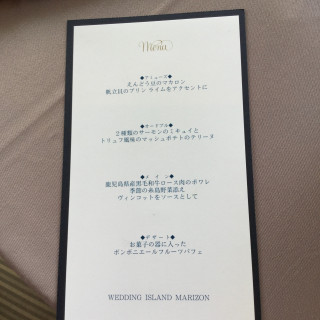 Menu
◆アミューズ◆
えんどう豆のマカロン
帆立貝のプリン ライムをアクセントに
◆オードブル◆
2種類のサーモンのミキュイと
トリュフ風味のマッシュポテトのテリーヌ
◆メイン◆
鹿児島県産黒毛和牛ロース肉のポワレ
季節の糸島野菜添え
ヴィンコットをソースとして
◆デザート◆
お菓子の器に入った
ボンボニエールフルーツパフェ
WEDDING ISLAND MARIZON